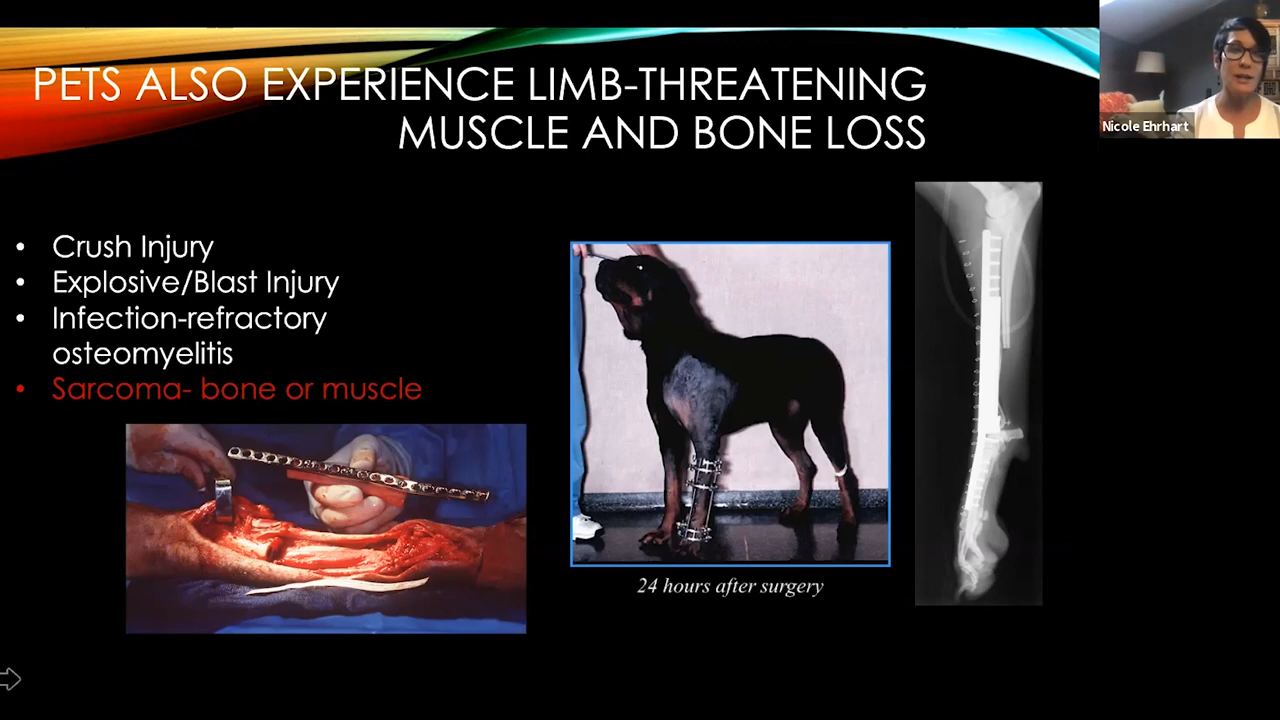 PETS ALSO EXPERIENCE LIMB-THREATENING
MUSCLE AND BONE LOSS
Nicole Ehrhart
• Crush Injury
• Explosive/Blast Injury
• Infection-refractory
osteomyelitis
• Sarcoma- bone or muscle
24 hours after surgery